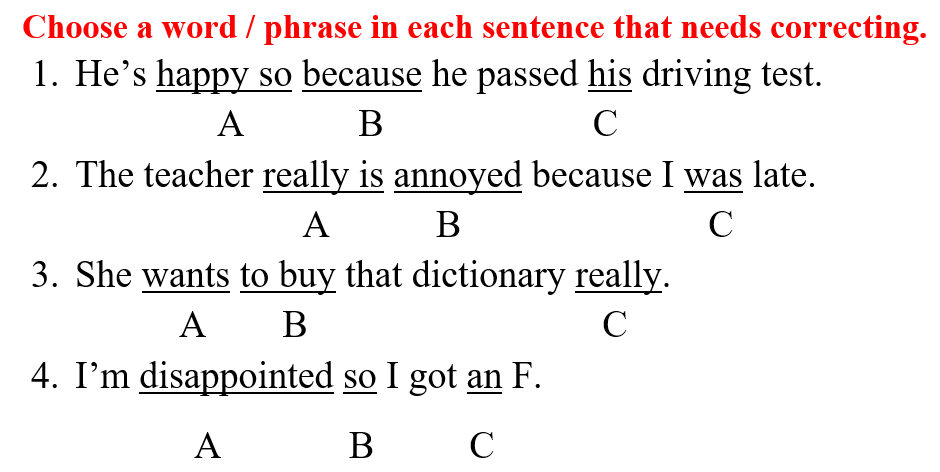 Choose a word / phrase in each sentence that needs correcting.
1. He’s happy so because he passed his driving test.
A B C
2. The teacher really is annoyed because I was late.
A B C
3. She wants to buy that dictionary really.
A B C
4. I’m disappointed so I got an F.
A B C